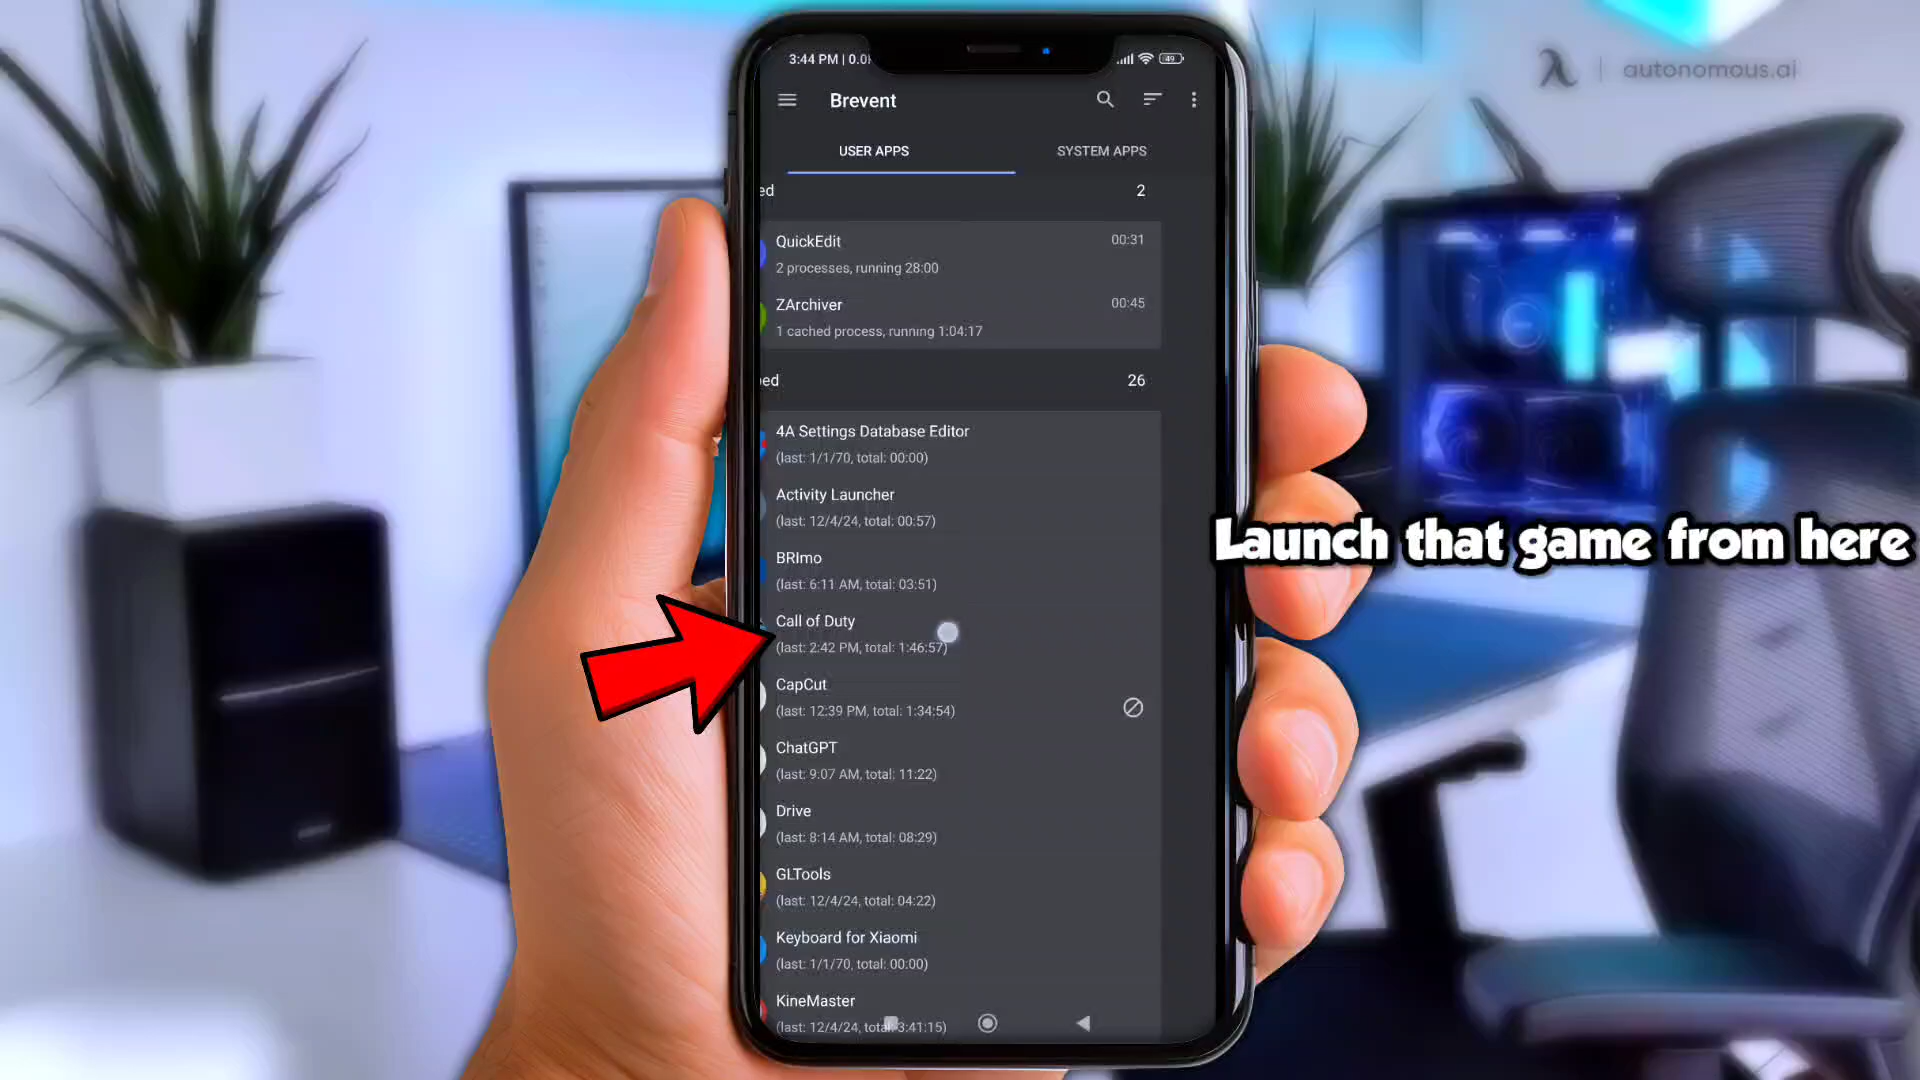 3:44 PM | 0.0
49
λ | autonomous.ai
Brevent
USER APPS
SYSTEM APPS
ed
2
QuickEdit
00:31
2 processes, running 28:00
ZArchiver
00:45
1 cached process, running 1:04:17
ped
26
4A Settings Database Editor
(last: 1/1/70, total: 00:00)
Activity Launcher
(last: 12/4/24, total: 00:57)
BRImo
(last: 6:11 AM, total: 03:51)
Launch that game from here
Call of Duty
(last: 2:42 PM, total: 1:46:57)
CapCut
(last: 12:39 PM, total: 1:34:54)
ChatGPT
(last: 9:07 AM, total: 11:22)
Drive
(last: 8:14 AM, total: 08:29)
GLTools
(last: 12/4/24, total: 04:22)
Keyboard for Xiaomi
(last: 1/1/70, total: 00:00)
KineMaster
(last: 12/4/24, total: 3:41:15)